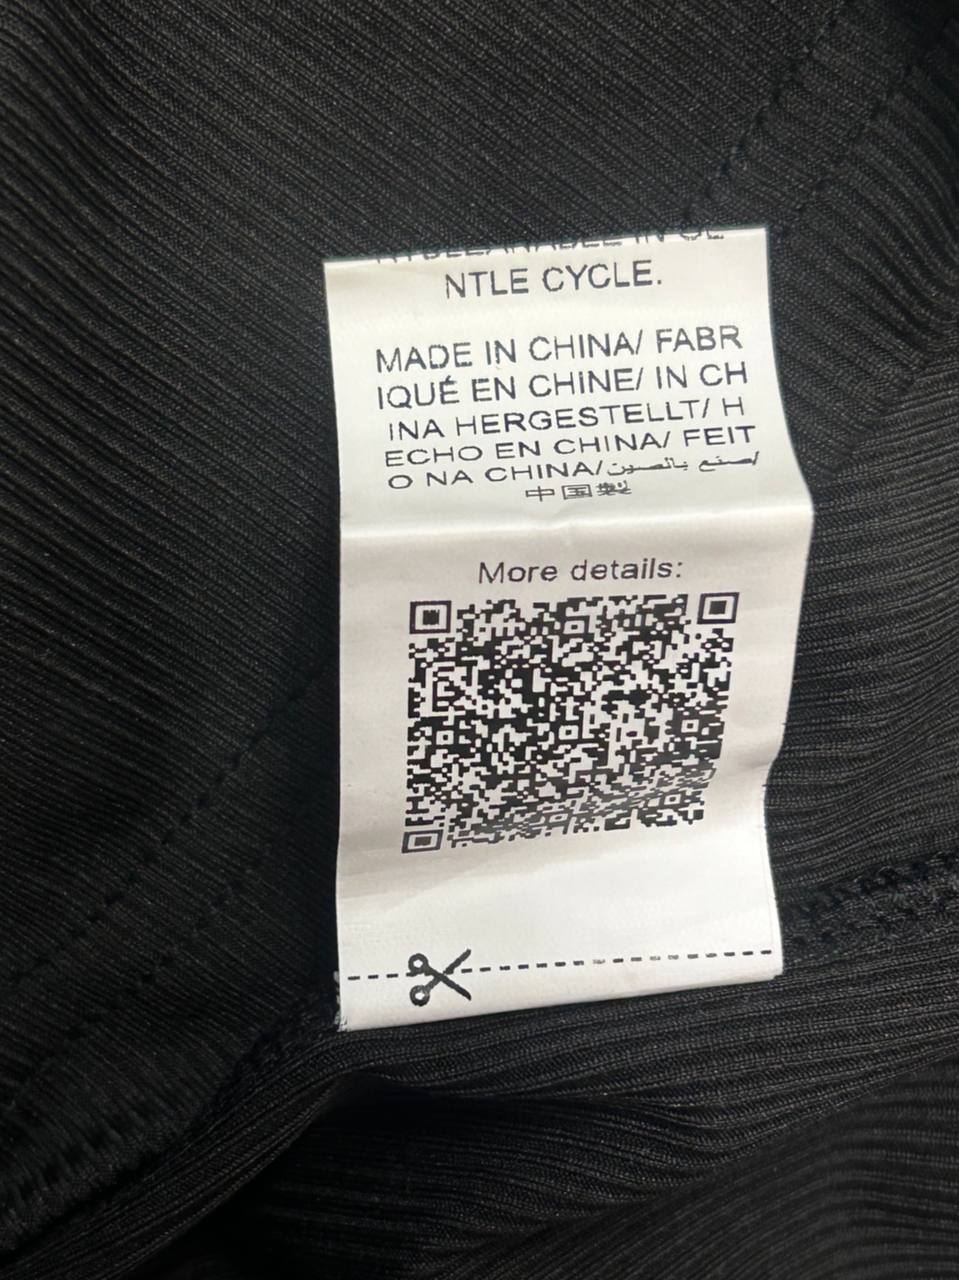 NTLE CYCLE.
MADE IN CHINA/ FABR
IQUÉ EN CHINE/ IN CH
INA HERGESTELLT/ H
ECHO EN CHINA/ FEIT
O NA CHINA/صنع بالصين/
中国製
More details: